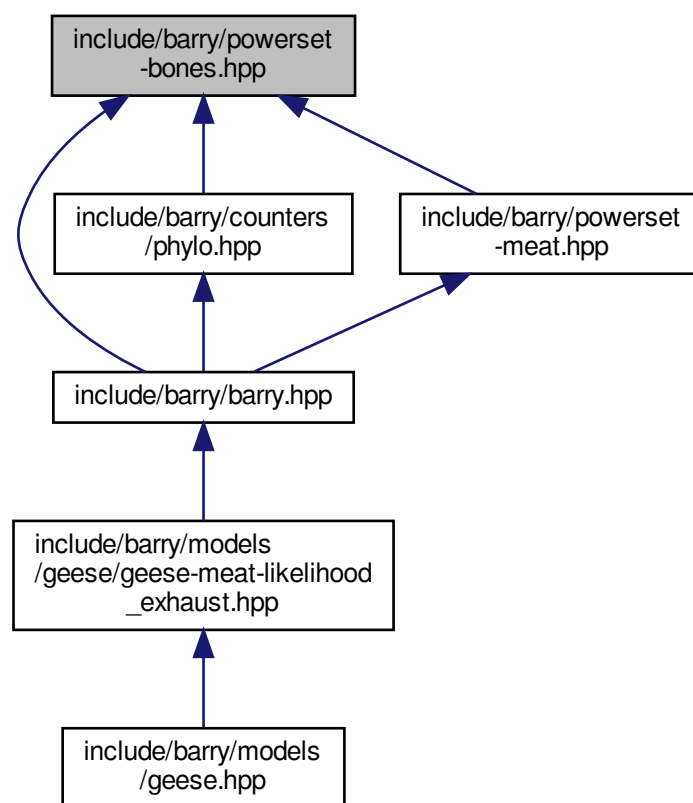 include/barry/powerset
-bones.hpp
include/barry/counters
/phylo.hpp
include/barry/powerset
-meat.hpp
include/barry/barry.hpp
include/barry/models
/geese/geese-meat-likelihood
_exhaust.hpp
include/barry/models
/geese.hpp